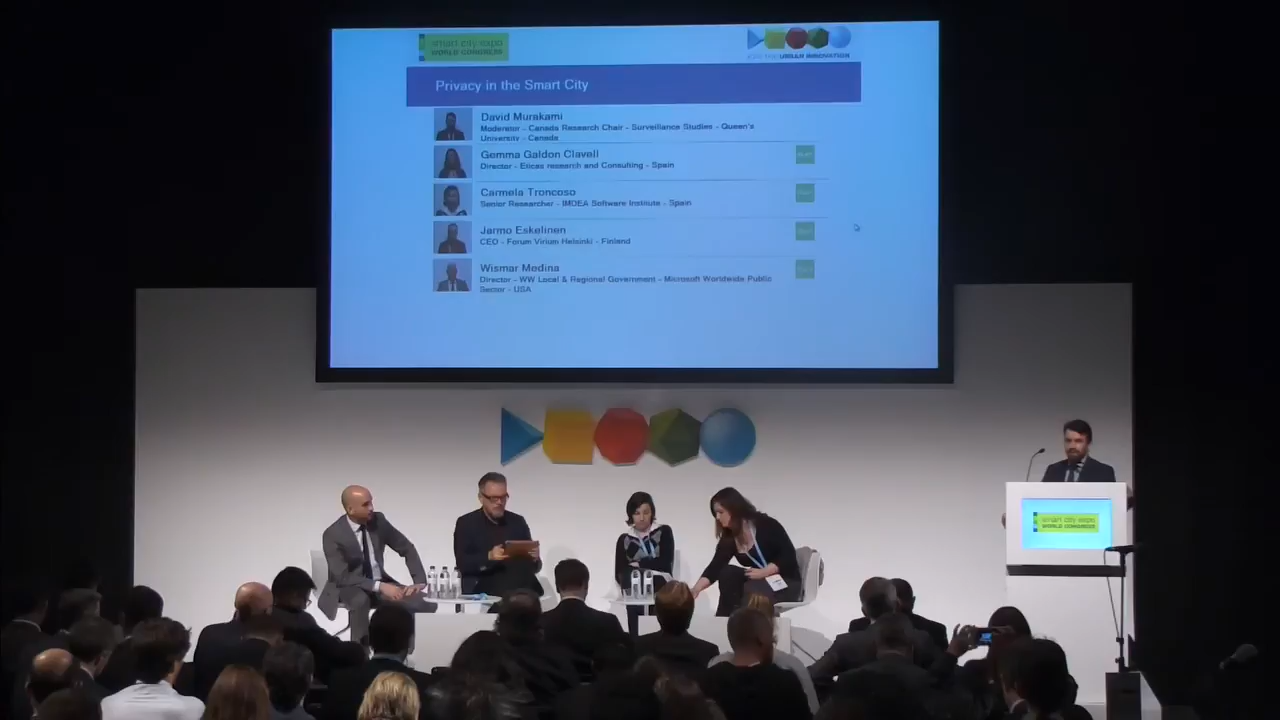 smart city expo
WORLD CONGRESS
URBAN INNOVATION
Privacy in the Smart City
David Murakami
Moderator - Canada Research Chair - Surveillance Studies - Queen's
University - Canada
Gemma Galdon Clavell
Director - Eticas research and Consulting - Spain
Carmela Troncoso
Senior Researcher - IMDEA Software Institute - Spain
Jarmo Eskelinen
CEO - Forum Virium Helsinki - Finland
Wismar Medina
Director - WW Local & Regional Government - Microsoft Worldwide Public
Sector - USA
smart city expo
WORLD CONGRESS